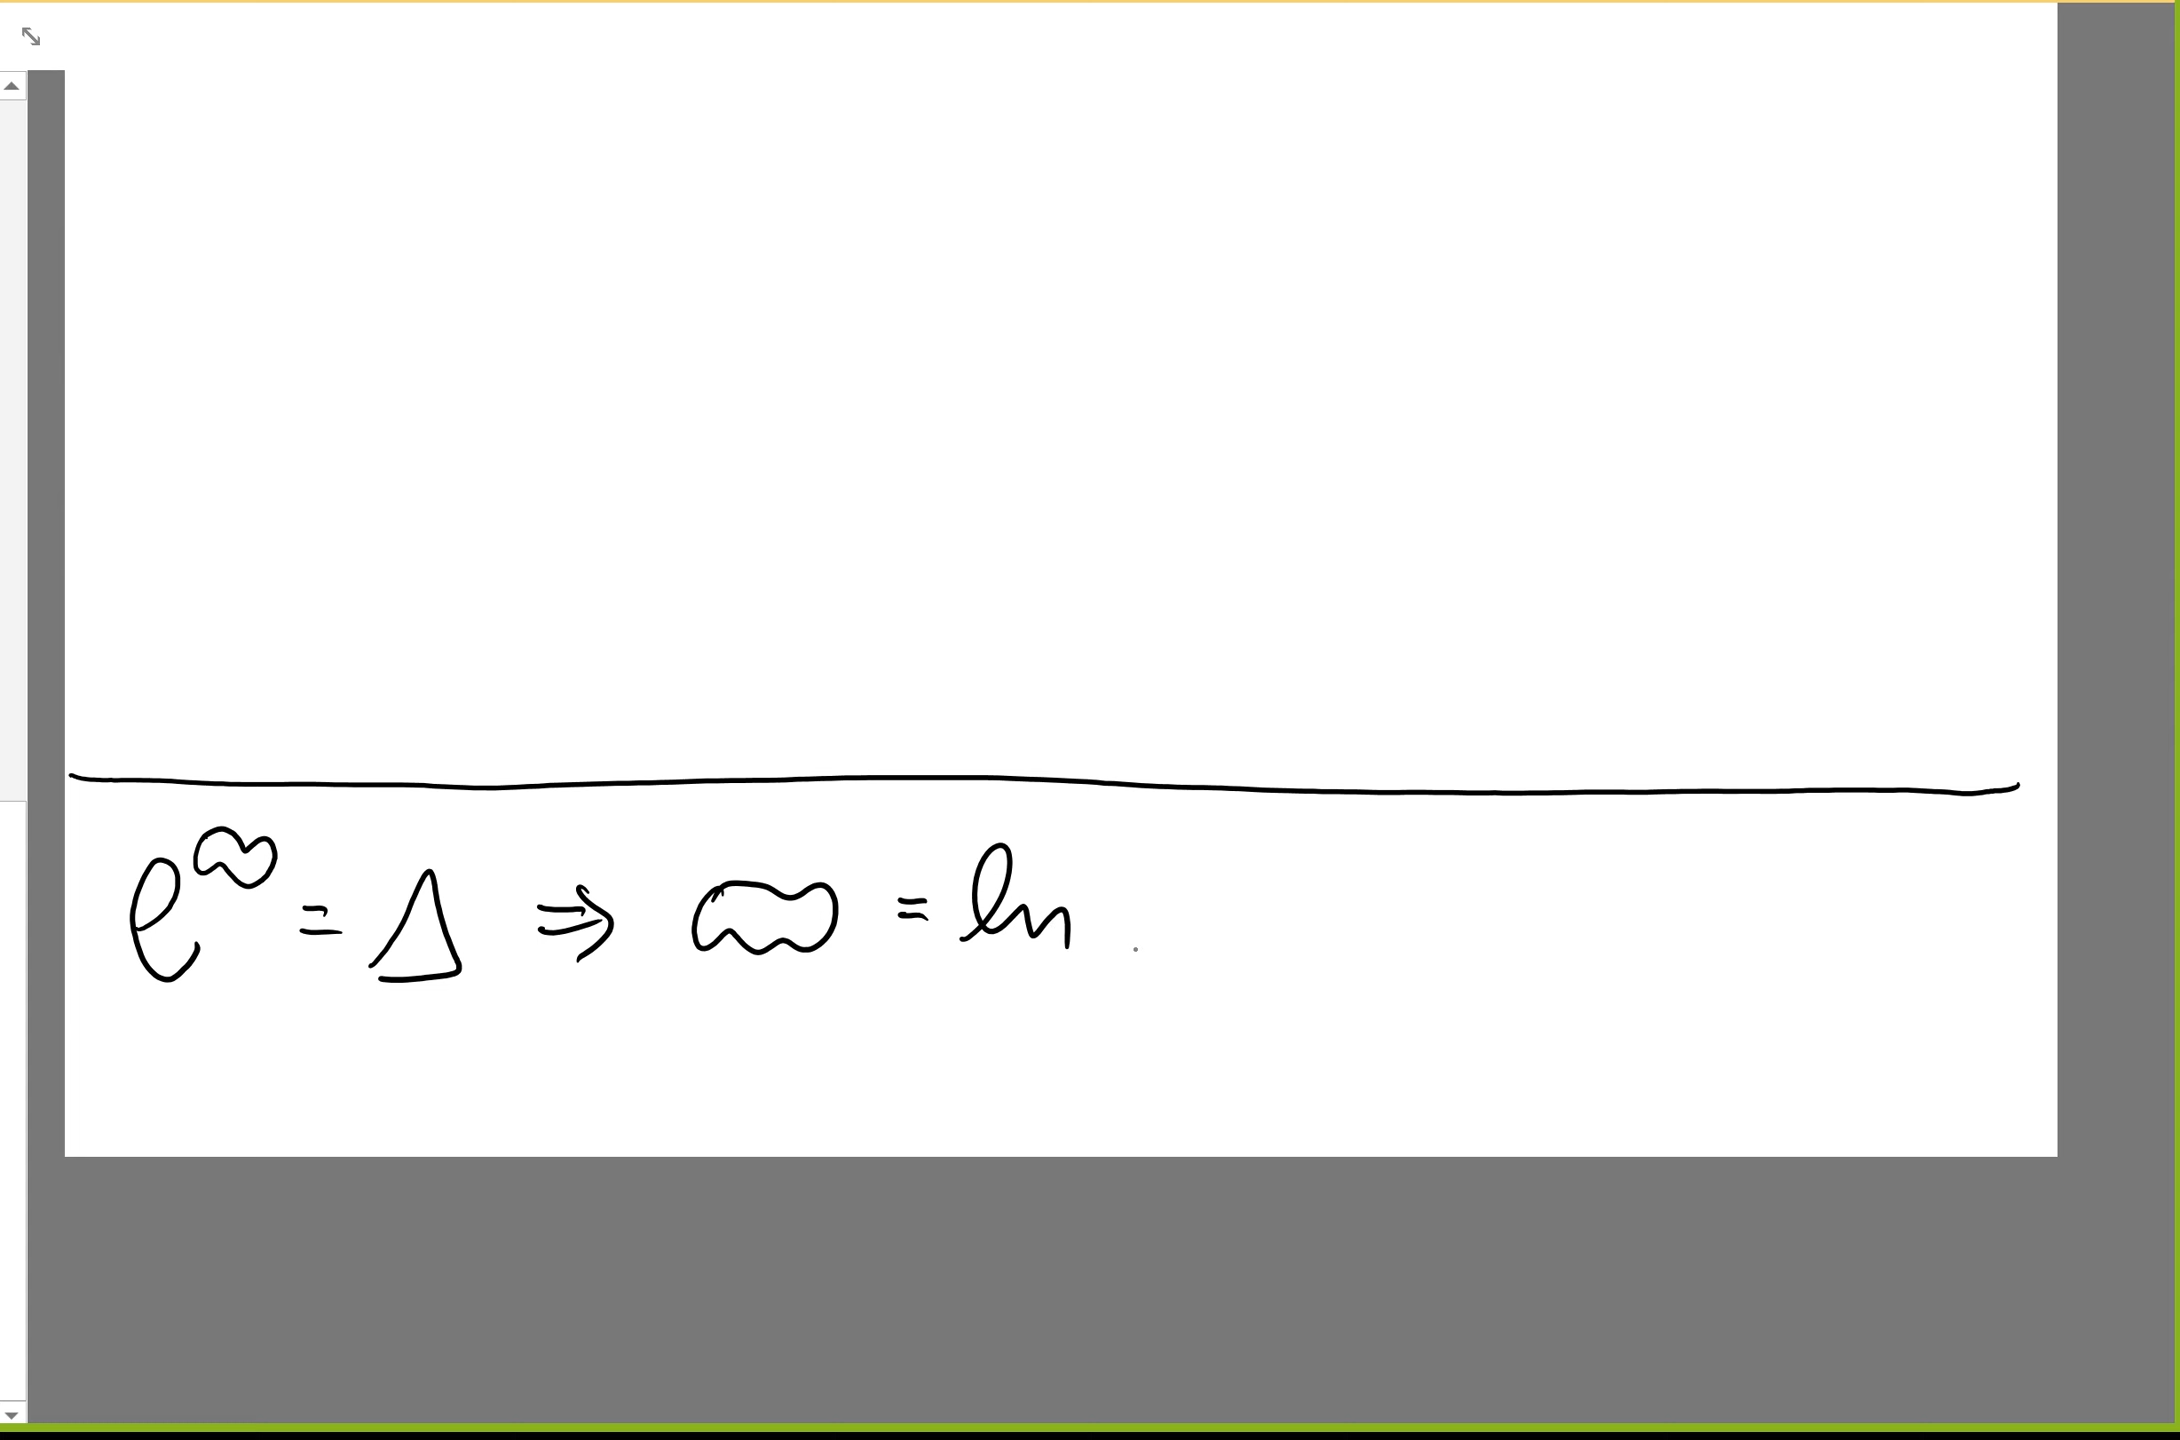 e^☁ = Δ ⇒ ☁ = ln